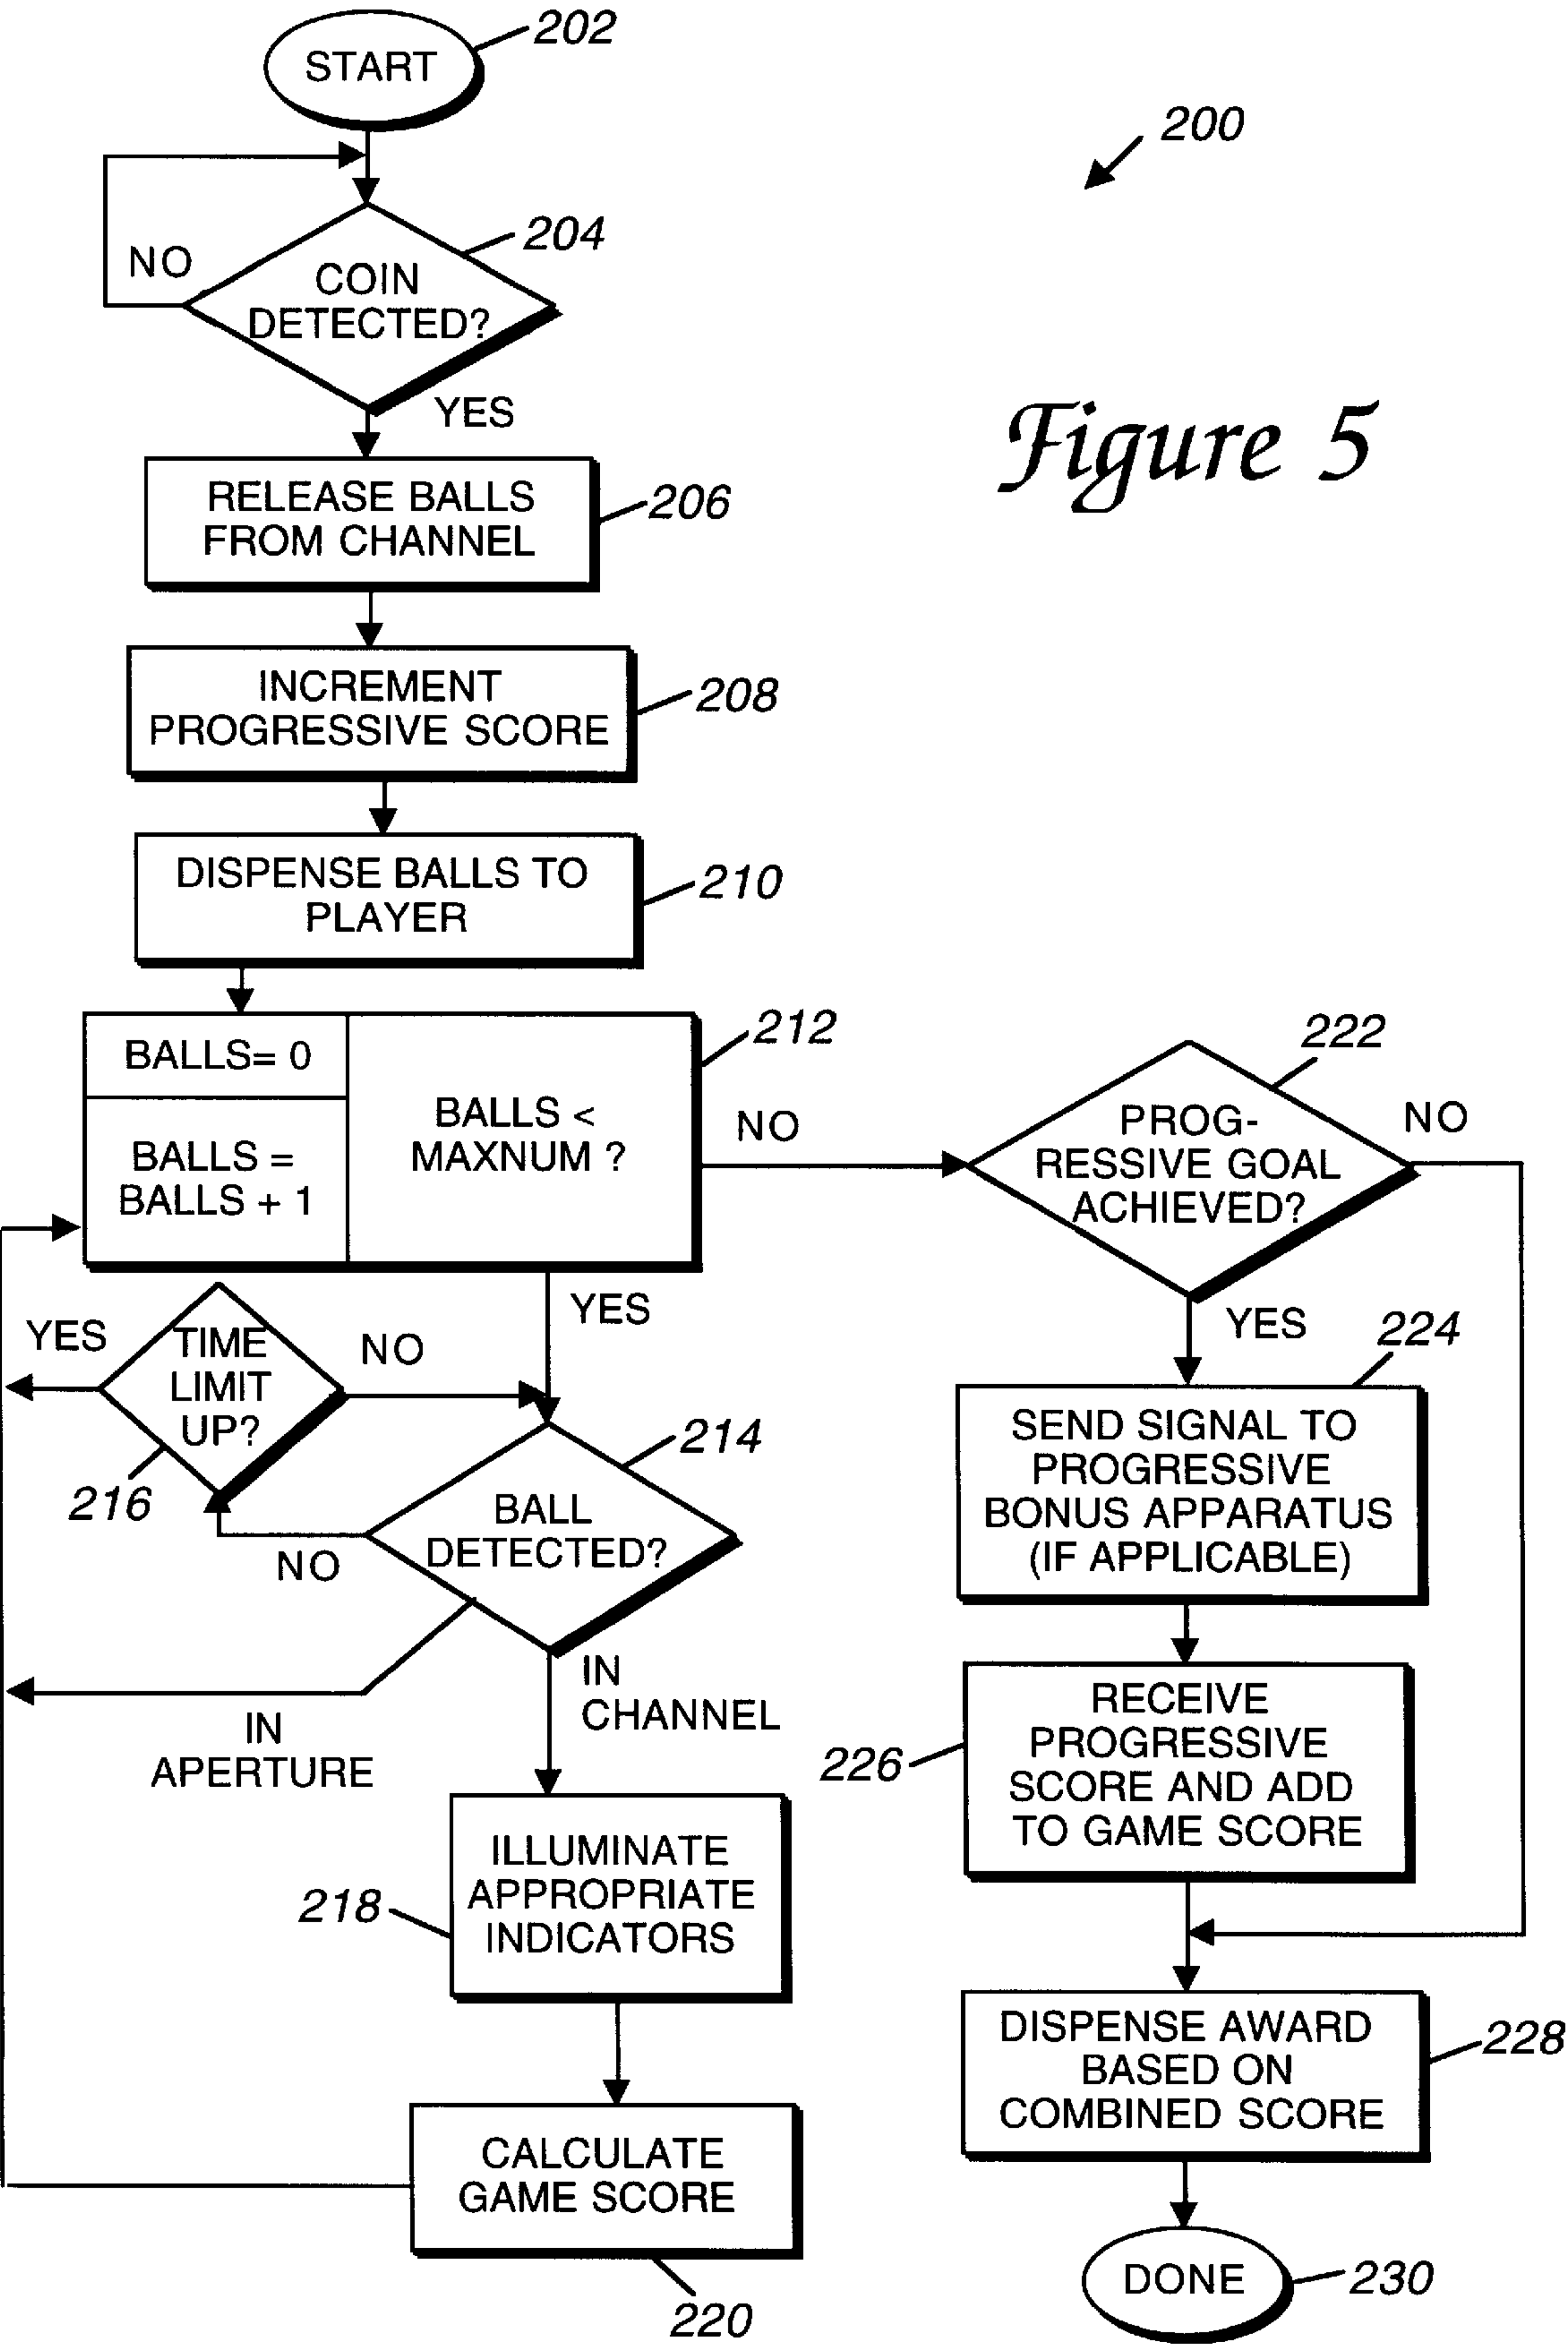 START
202
200
NO
COIN
DETECTED?
204
YES
Figure 5
RELEASE BALLS
FROM CHANNEL
206
INCREMENT
PROGRESSIVE SCORE
208
DISPENSE BALLS TO
PLAYER
210
BALLS= 0
BALLS =
BALLS + 1
BALLS <
MAXNUM ?
212
NO
YES
YES
TIME
LIMIT
UP?
NO
216
BALL
DETECTED?
214
NO
IN
APERTURE
IN
CHANNEL
ILLUMINATE
APPROPRIATE
INDICATORS
218
CALCULATE
GAME SCORE
220
222
PROG-
RESSIVE GOAL
ACHIEVED?
NO
YES
224
SEND SIGNAL TO
PROGRESSIVE
BONUS APPARATUS
(IF APPLICABLE)
RECEIVE
PROGRESSIVE
SCORE AND ADD
TO GAME SCORE
226
DISPENSE AWARD
BASED ON
COMBINED SCORE
228
DONE
230